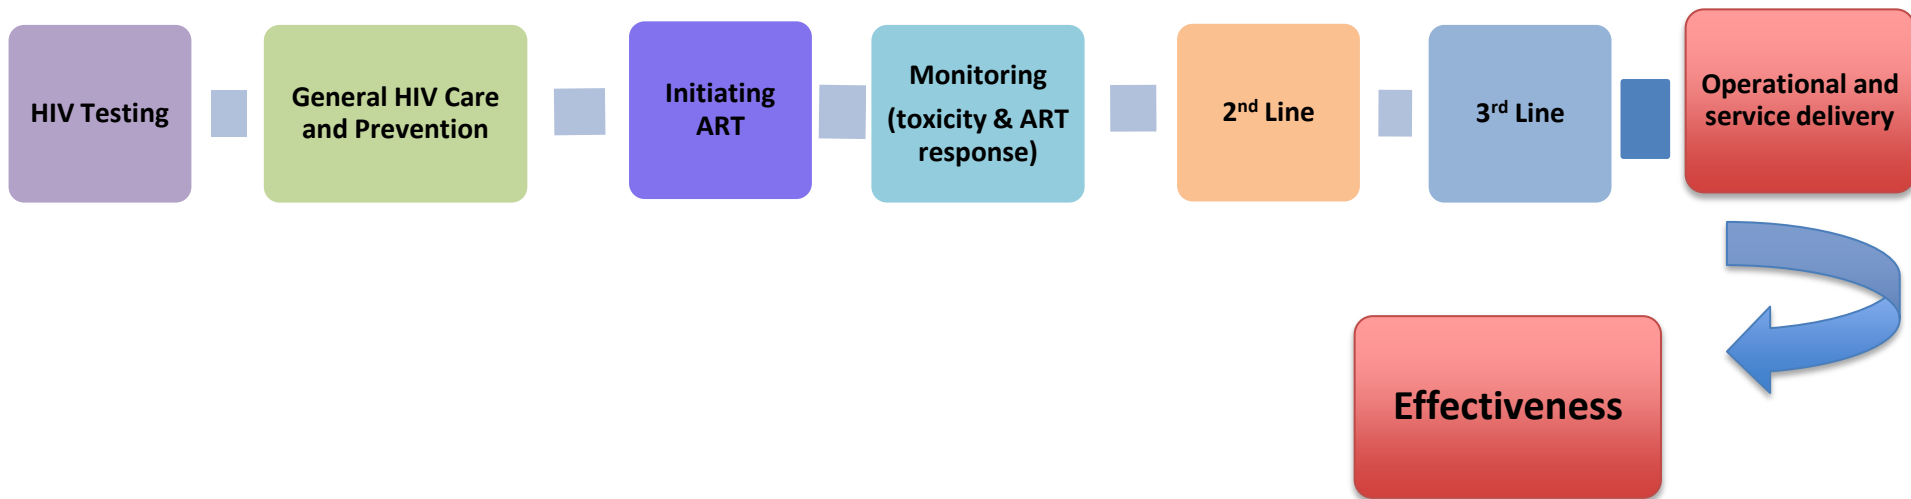 HIV Testing
General HIV Care
and Prevention
Initiating
ART
Monitoring
(toxicity & ART
response)
2nd Line
3rd Line
Operational and
service delivery
Effectiveness